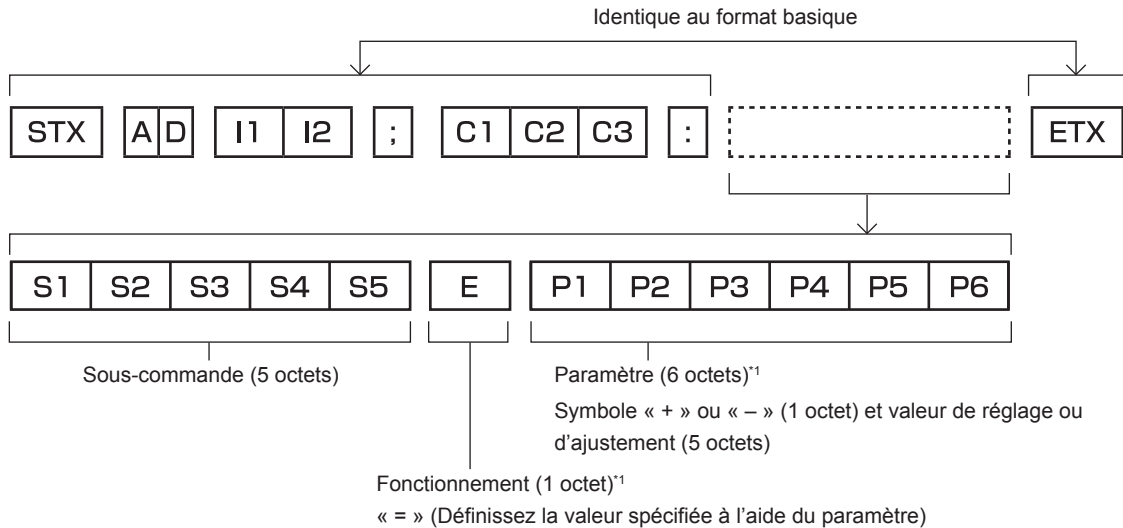 Identique au format basique
STX A D I1 I2 ; C1 C2 C3 : ETX
S1 S2 S3 S4 S5 E P1 P2 P3 P4 P5 P6
Sous-commande (5 octets)
Paramètre (6 octets)*1
Symbole « + » ou « – » (1 octet) et valeur de réglage ou
d'ajustement (5 octets)
Fonctionnement (1 octet)*1
« = » (Définissez la valeur spécifiée à l'aide du paramètre)